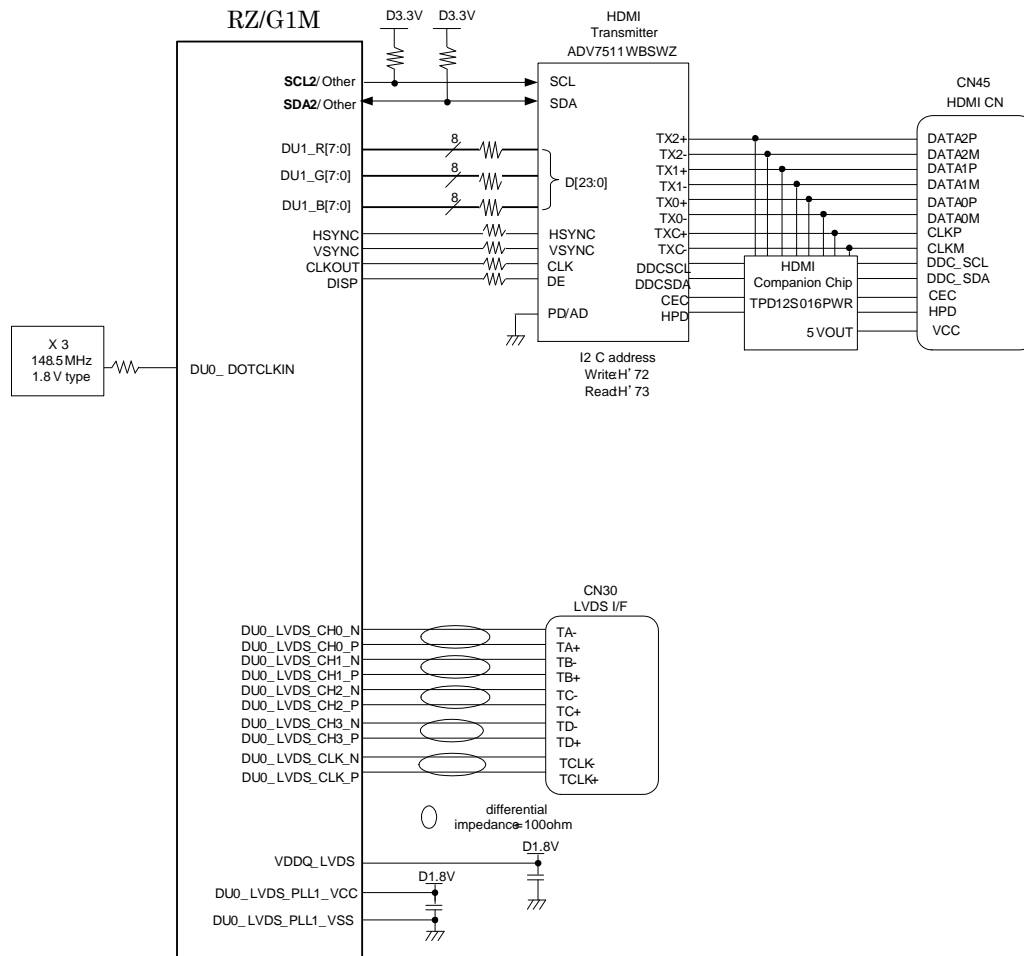 RZ/G1M
D3.3V
D3.3V
HDMI
Transmitter
ADV7511WBSWZ
CN45
HDMI CN
SCL2/Other
SDA2/Other
SCL
SDA
DU1_R[7:0]
8
DU1_G[7:0]
8
DU1_B[7:0]
8
D[23:0]
HSYNC
VSYNC
CLKOUT
DISP
HSYNC
VSYNC
CLK
DE
PD/AD
TX2+
TX2-
TX1+
TX1-
TX0+
TX0-
TXC+
TXC-
DDCSCL
DDCSDA
CEC
HPD
HDMI
Companion Chip
TPD12S016PWR
5VOUT
DATA2P
DATA2M
DATA1P
DATA1M
DATA0P
DATA0M
CLKP
CLKM
DDC_SCL
DDC_SDA
CEC
HPD
VCC
I2C address
Write:H'72
Read:H'73
X3
148.5MHz
1.8V type
DU0_DOTCLKIN
CN30
LVDS I/F
DU0_LVDS_CH0_N
DU0_LVDS_CH0_P
DU0_LVDS_CH1_N
DU0_LVDS_CH1_P
DU0_LVDS_CH2_N
DU0_LVDS_CH2_P
DU0_LVDS_CH3_N
DU0_LVDS_CH3_P
DU0_LVDS_CLK_N
DU0_LVDS_CLK_P
TA-
TA+
TB-
TB+
TC-
TC+
TD-
TD+
TCLK-
TCLK+
differential
impedance=100ohm
VDDQ_LVDS
D1.8V
DU0_LVDS_PLL1_VCC
D1.8V
DU0_LVDS_PLL1_VSS